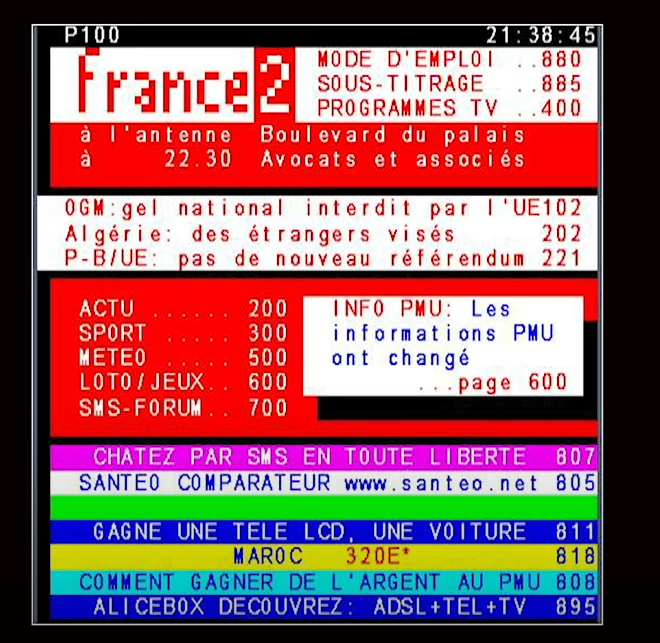 P100 21:38:45
france 2
MODE D'EMPLOI ..880
SOUS-TITRAGE ..885
PROGRAMMES TV ..400
à l'antenne Boulevard du palais
à 22.30 Avocats et associés
OGM:gel national interdit par l'UE102
Algérie: des étrangers visés 202
P-B/UE: pas de nouveau référendum 221
ACTU ...... 200
SPORT ..... 300
METEO ..... 500
LOTO/JEUX.. 600
SMS-FORUM.. 700
INFO PMU: Les
informations PMU
ont changé
...page 600
CHATEZ PAR SMS EN TOUTE LIBERTE 807
SANTEO COMPARATEUR www.santeo.net 805
GAGNE UNE TELE LCD, UNE VOITURE 811
MAROC 320E* 818
COMMENT GAGNER DE L'ARGENT AU PMU 808
ALICEBOX DECOUVREZ: ADSL+TEL+TV 895